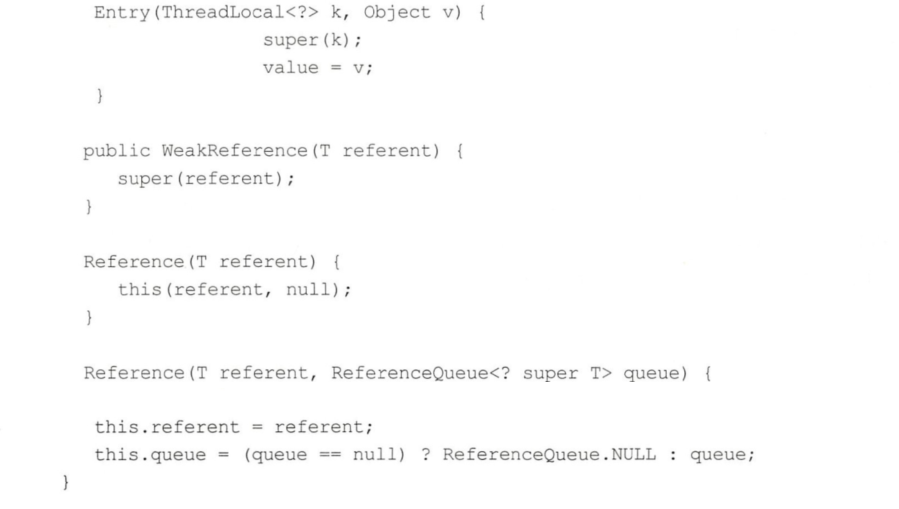 Entry(ThreadLocal<?> k, Object v) {
super(k);
value = v;
}
public WeakReference(T referent) {
super(referent);
}
Reference(T referent) {
this(referent, null);
}
Reference(T referent, ReferenceQueue<? super T> queue) {
this.referent = referent;
this.queue = (queue == null) ? ReferenceQueue.NULL : queue;
}